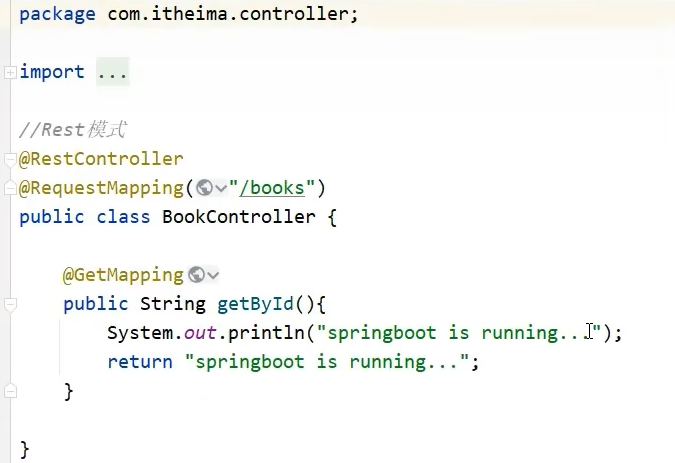 package com.itheima.controller;
import ...
//Rest模式
@RestController
@RequestMapping("/books")
public class BookController {
@GetMapping
public String getById(){
System.out.println("springboot is running...");
return "springboot is running...";
}
}